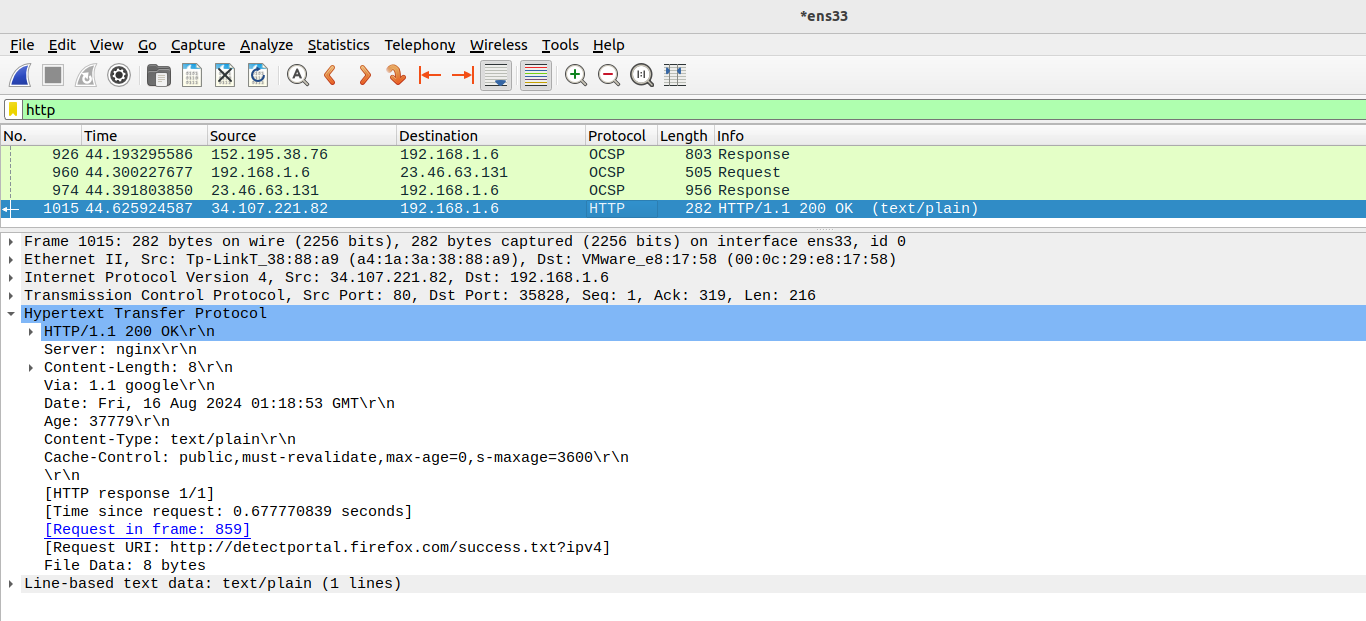 *ens33
File Edit View Go Capture Analyze Statistics Telephony Wireless Tools Help
http
No. Time Source Destination Protocol Length Info
926 44.193295586 152.195.38.76 192.168.1.6 OCSP 803 Response
960 44.300227677 192.168.1.6 23.46.63.131 OCSP 505 Request
974 44.391803850 23.46.63.131 192.168.1.6 OCSP 956 Response
1015 44.625924587 34.107.221.82 192.168.1.6 HTTP 282 HTTP/1.1 200 OK (text/plain)
Frame 1015: 282 bytes on wire (2256 bits), 282 bytes captured (2256 bits) on interface ens33, id 0
Ethernet II, Src: Tp-LinkT_38:88:a9 (a4:1a:3a:38:88:a9), Dst: VMware_e8:17:58 (00:0c:29:e8:17:58)
Internet Protocol Version 4, Src: 34.107.221.82, Dst: 192.168.1.6
Transmission Control Protocol, Src Port: 80, Dst Port: 35828, Seq: 1, Ack: 319, Len: 216
Hypertext Transfer Protocol
HTTP/1.1 200 OK\r\n
Server: nginx\r\n
Content-Length: 8\r\n
Via: 1.1 google\r\n
Date: Fri, 16 Aug 2024 01:18:53 GMT\r\n
Age: 37779\r\n
Content-Type: text/plain\r\n
Cache-Control: public,must-revalidate,max-age=0,s-maxage=3600\r\n
\r\n
[HTTP response 1/1]
[Time since request: 0.677770839 seconds]
[Request in frame: 859]
[Request URI: http://detectportal.firefox.com/success.txt?ipv4]
File Data: 8 bytes
Line-based text data: text/plain (1 lines)